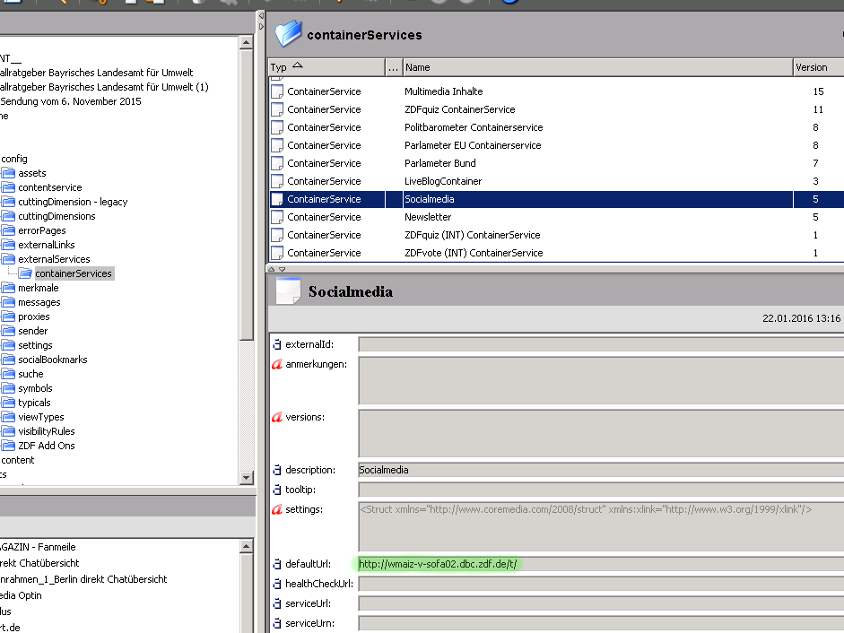 NT__
allratgeber Bayrisches Landesamt für Umwelt
allratgeber Bayrisches Landesamt für Umwelt (1)
Sendung vom 6. November 2015
ne
config
assets
contentservice
cuttingDimension - legacy
cuttingDimensions
errorPages
externalLinks
externalServices
containerServices
merkmale
messages
proxies
sender
settings
socialBookmarks
suche
symbols
typicals
viewTypes
visibilityRules
ZDF Add Ons
content
cs
AGAZIN - Fanmeile
rekt Chatübersicht
nrahmen_1_Berlin direkt Chatübersicht
edia Optin
lus
rt.de
containerServices
Typ ... Name Version
ContainerService Multimedia Inhalte 15
ContainerService ZDFquiz ContainerService 11
ContainerService Politbarometer Containerservice 8
ContainerService Parlameter EU Containerservice 8
ContainerService Parlameter Bund 7
ContainerService LiveBlogContainer 3
ContainerService Socialmedia 5
ContainerService Newsletter 5
ContainerService ZDFquiz (INT) ContainerService 1
ContainerService ZDFvote (INT) ContainerService 1
Socialmedia
22.01.2016 13:16
externalId:
anmerkungen:
versions:
description: Socialmedia
tooltip:
settings: <Struct xmlns="http://www.coremedia.com/2008/struct" xmlns:xlink="http://www.w3.org/1999/xlink"/>
defaultUrl: http://wmaiz-v-sofa02.dbc.zdf.de/t/
healthCheckUrl:
serviceUrl:
serviceUrn: